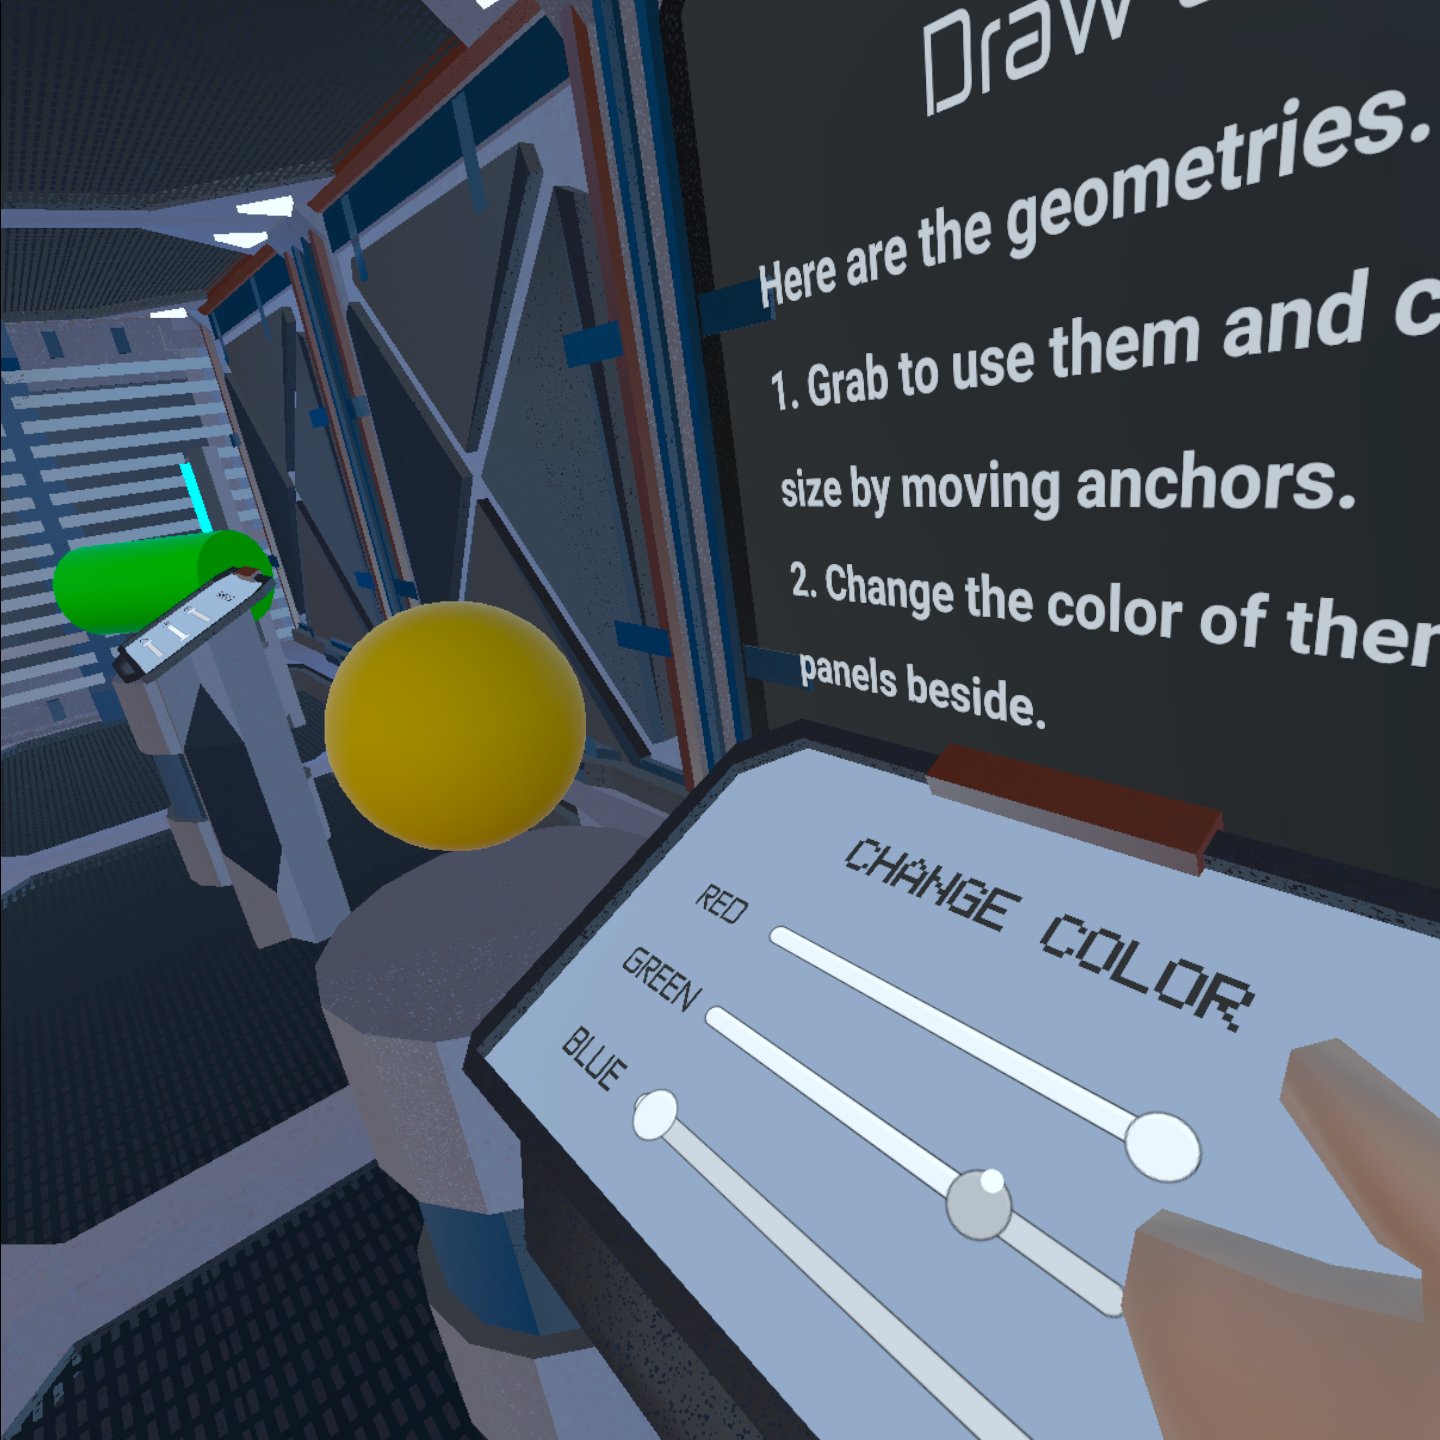 Draw
Here are the geometries.
1. Grab to use them and c
size by moving anchors.
2. Change the color of ther
panels beside.
CHANGE COLOR
RED
GREEN
BLUE